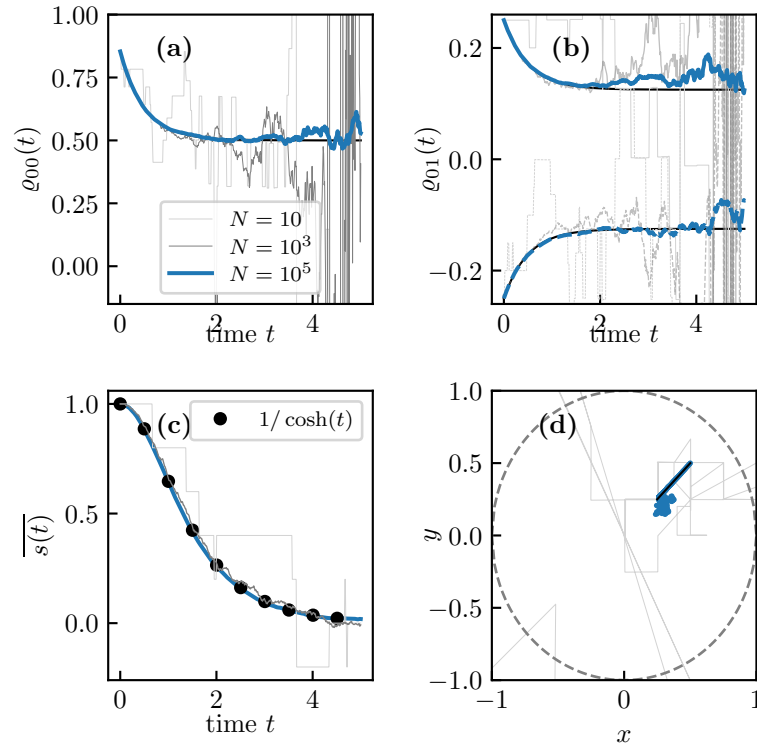 1.00
0.75
0.50
0.25
0.00
ϱ00(t)
(a)
N = 10
N = 10^3
N = 10^5
0 2 4
time t
0.2
0.0
−0.2
ϱ01(t)
(b)
0 2 4
time t
1.0
0.5
0.0
s(t)
(c)
1/ cosh(t)
0 2 4
time t
1.0
0.5
0.0
−0.5
−1.0
y
(d)
−1 0 1
x